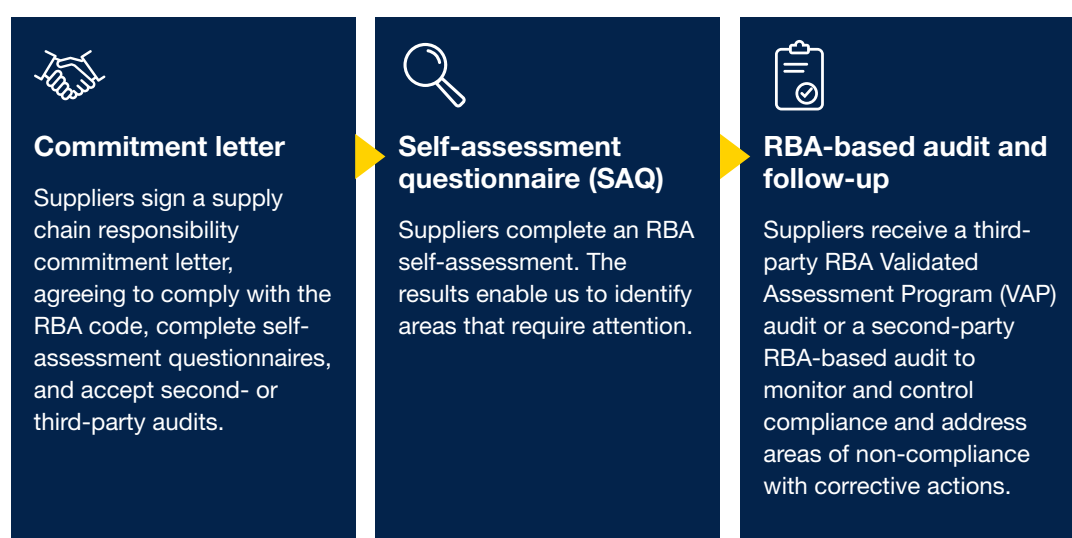 Commitment letter
Suppliers sign a supply
chain responsibility
commitment letter,
agreeing to comply with the
RBA code, complete self-
assessment questionnaires,
and accept second- or
third-party audits.
Self-assessment
questionnaire (SAQ)
Suppliers complete an RBA
self-assessment. The
results enable us to identify
areas that require attention.
RBA-based audit and
follow-up
Suppliers receive a third-
party RBA Validated
Assessment Program (VAP)
audit or a second-party
RBA-based audit to
monitor and control
compliance and address
areas of non-compliance
with corrective actions.